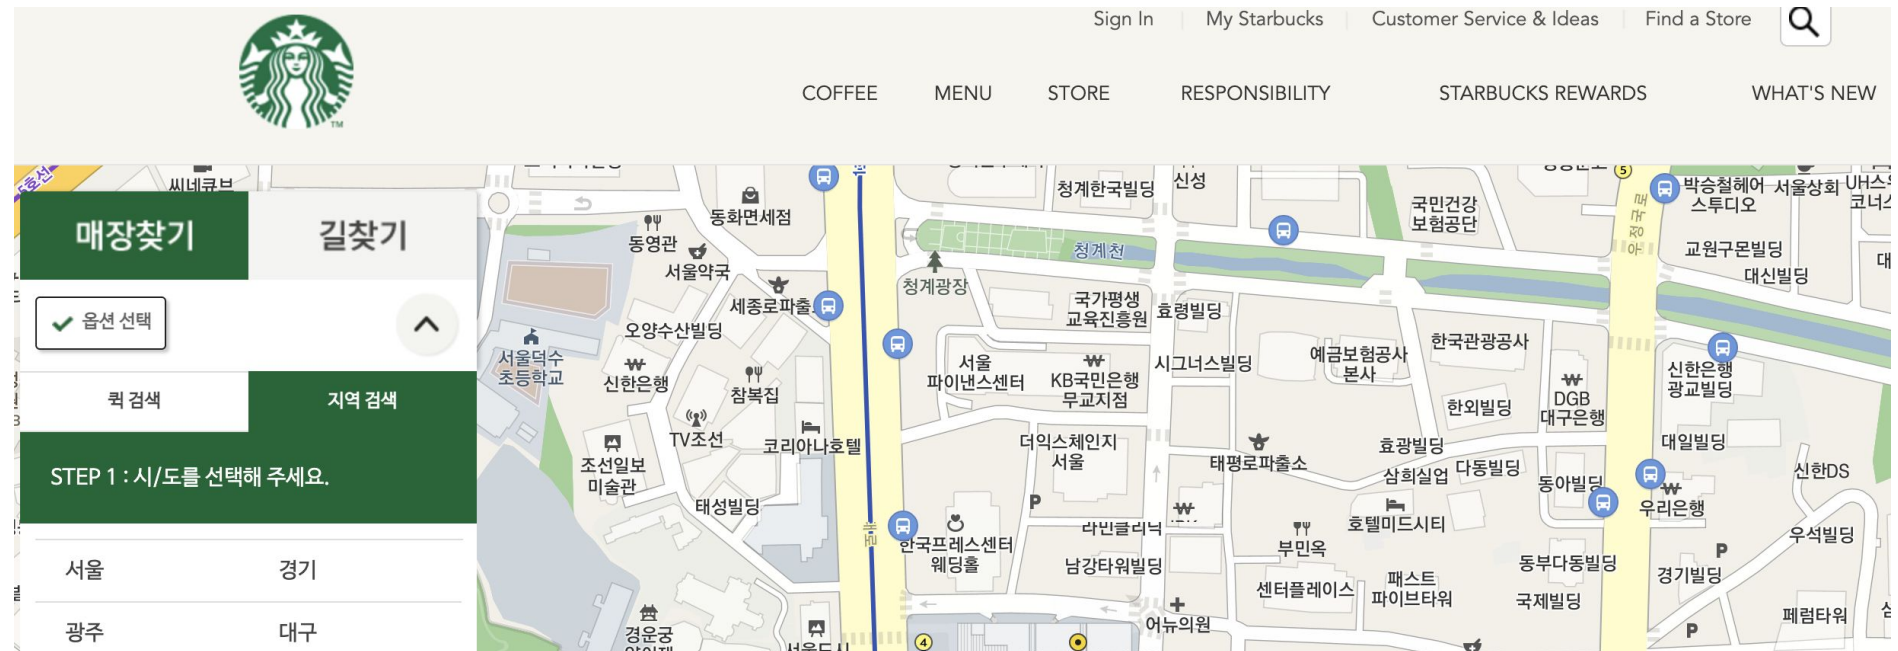 Sign In
My Starbucks
Customer Service & Ideas
Find a Store
COFFEE
MENU
STORE
RESPONSIBILITY
STARBUCKS REWARDS
WHAT'S NEW
TM
매장찾기
길찾기
옵션 선택
퀵 검색
지역 검색
STEP 1 : 시/도를 선택해 주세요.
서울
경기
광주
대구
5호선
씨네큐브
동화면세점
동영관
서울약국
세종로파출
오양수산빌딩
서울덕수
초등학교
신한은행
참복집
TV조선
코리아나호텔
조선일보
미술관
태성빌딩
경운궁
청계한국빌딩
신성
국민건강
보험공단
5
우정국로
박승철헤어
스투디오
서울상회
교원구몬빌딩
대신빌딩
청계천
청계광장
국가평생
교육진흥원
효령빌딩
서울
파이낸스센터
KB국민은행
무교지점
시그너스빌딩
예금보험공사
본사
한국관광공사
DGB
대구은행
신한은행
광교빌딩
한외빌딩
더익스체인지
서울
태평로파출소
효광빌딩
삼희실업
다동빌딩
동아빌딩
대일빌딩
신한DS
우리은행
P
라민클리닉
호텔미드시티
우석빌딩
한국프레스센터
웨딩홀
남강타워빌딩
부민옥
동부다동빌딩
P
경기빌딩
센터플레이스
패스트
파이브타워
국제빌딩
어뉴의원
페럼타워
P
4